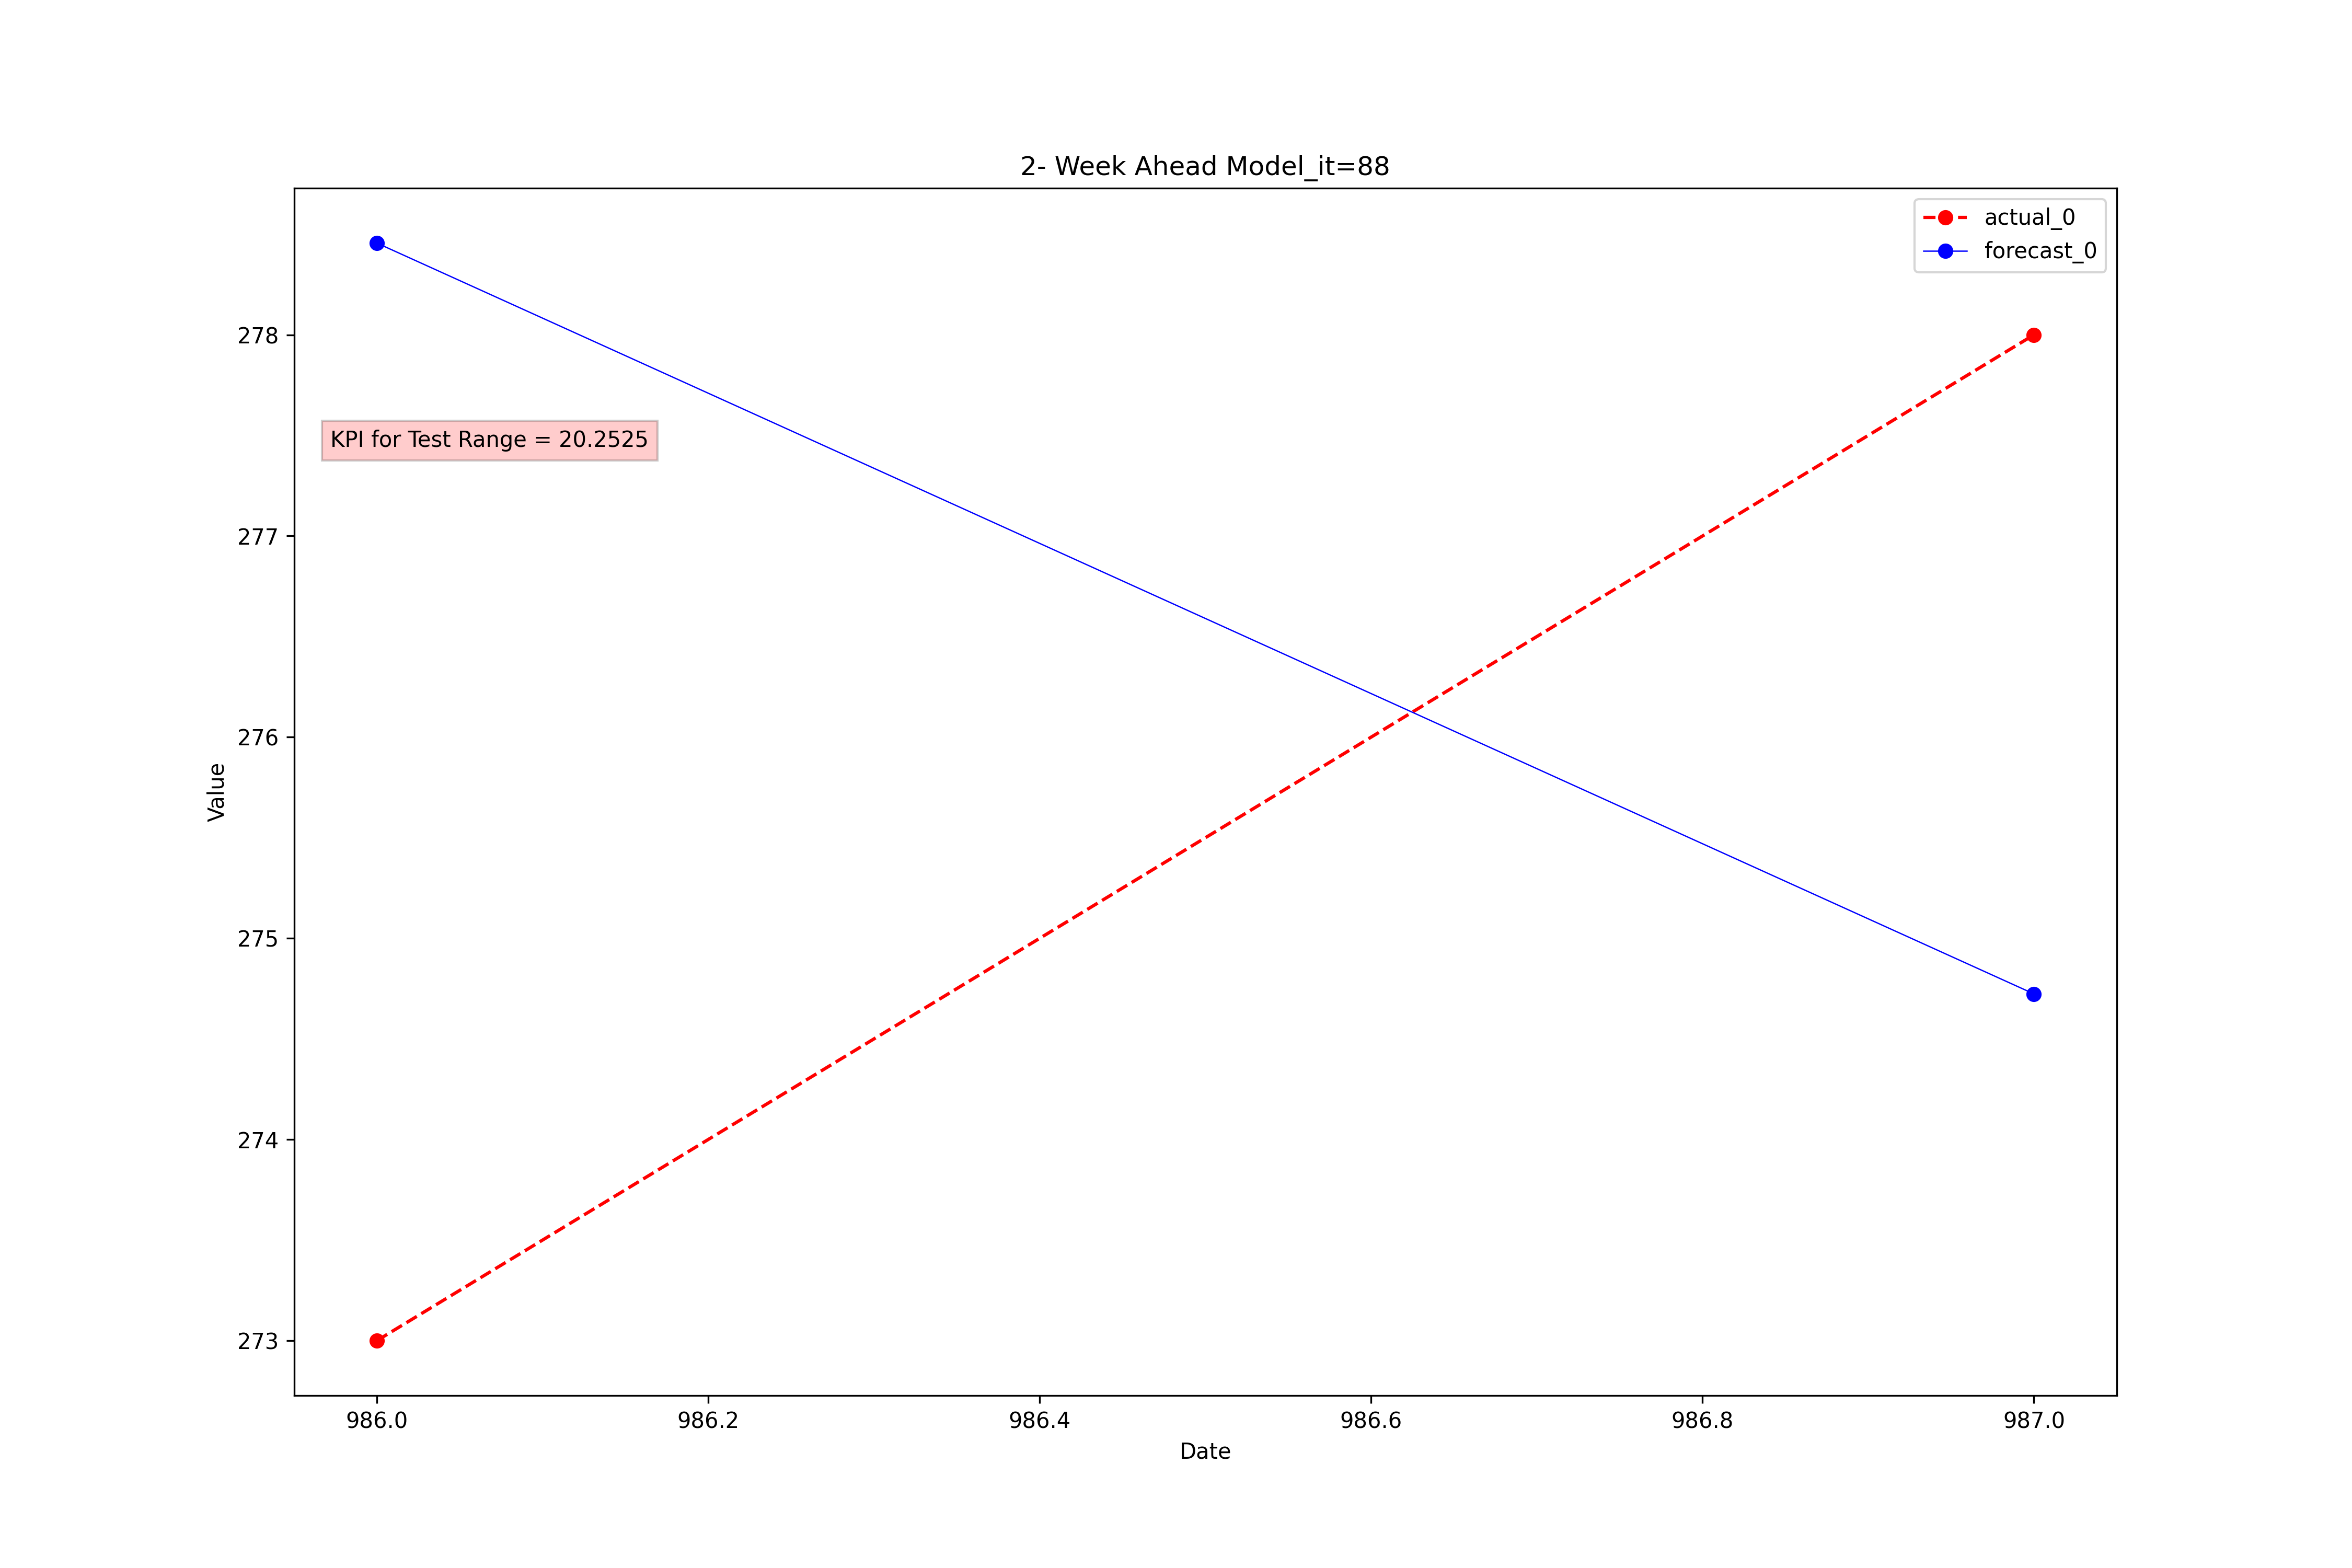 2- Week Ahead Model_it=88
actual_0
forecast_0
KPI for Test Range = 20.2525
278
277
276
275
274
273
Value
986.0 986.2 986.4 986.6 986.8 987.0
Date